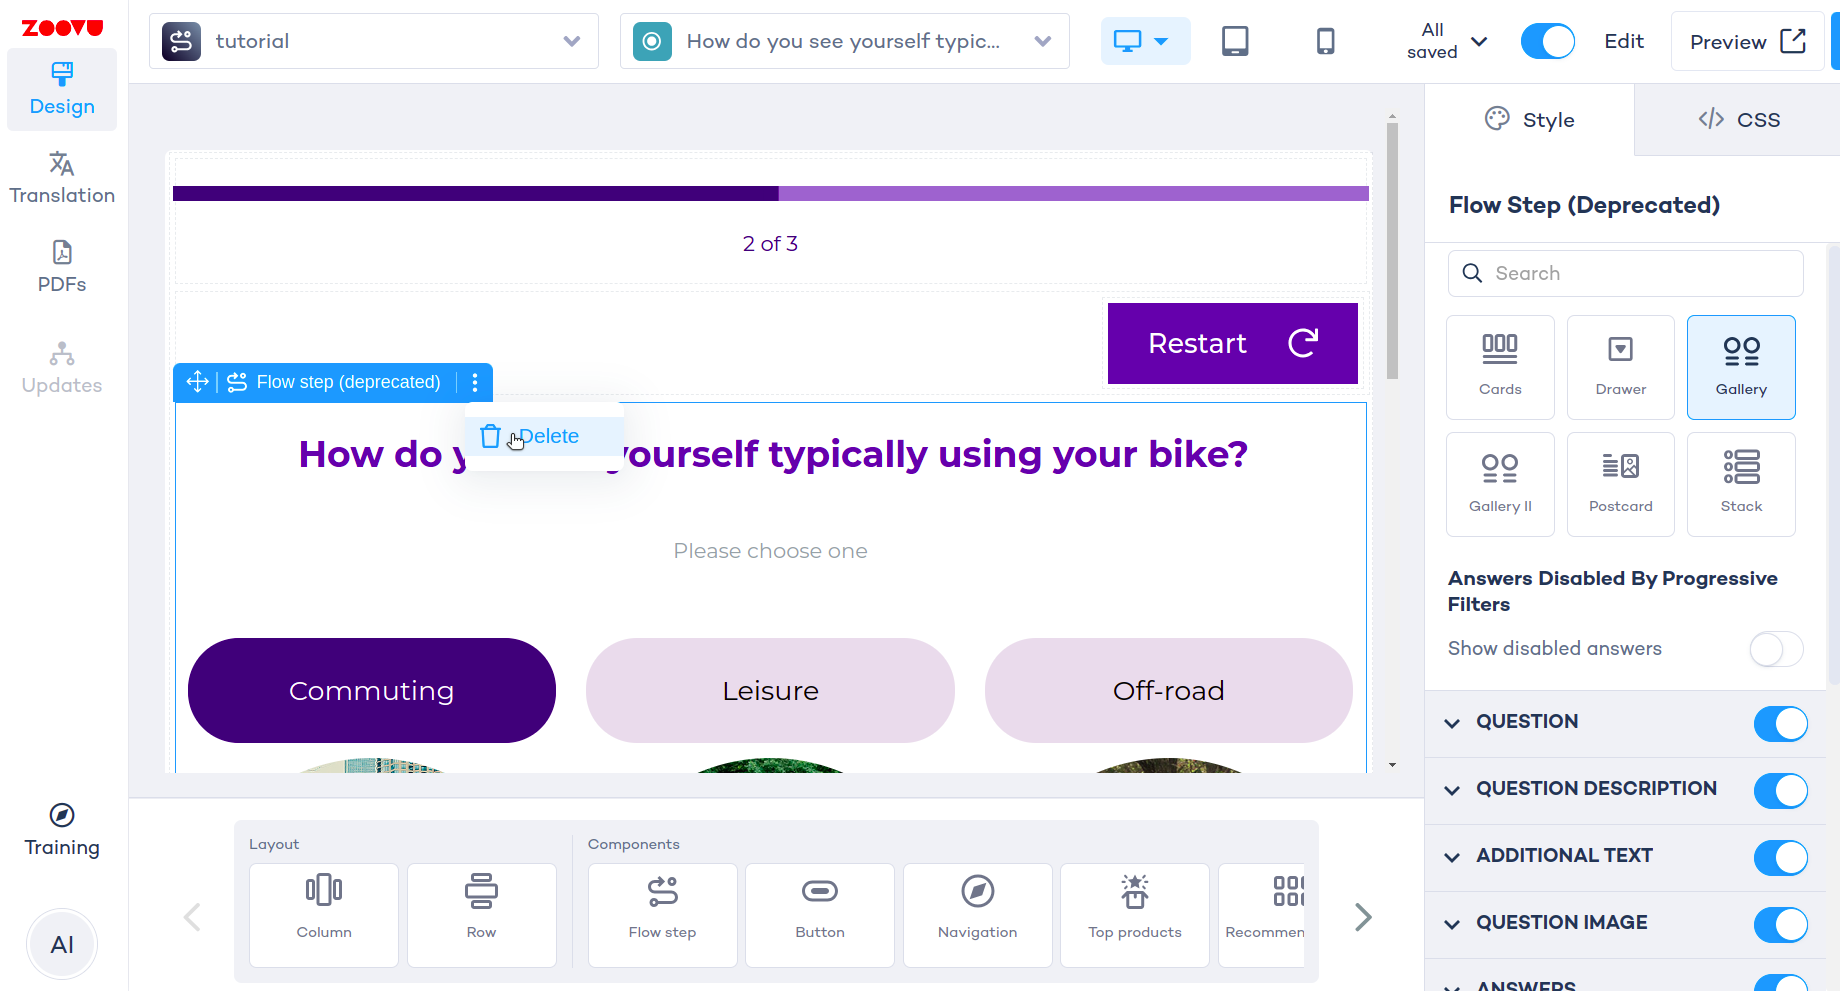 ZOOVU
tutorial
How do you see yourself typic...
All saved
Edit
Preview
Design
Translation
PDFs
Updates
Training
AI
2 of 3
Restart
Flow step (deprecated)
Delete
How do y yourself typically using your bike?
Please choose one
Commuting
Leisure
Off-road
Layout
Components
Column
Row
Flow step
Button
Navigation
Top products
Recommen
Style
CSS
Flow Step (Deprecated)
Search
Cards
Drawer
Gallery
Gallery II
Postcard
Stack
Answers Disabled By Progressive
Filters
Show disabled answers
QUESTION
QUESTION DESCRIPTION
ADDITIONAL TEXT
QUESTION IMAGE
ANSWERS